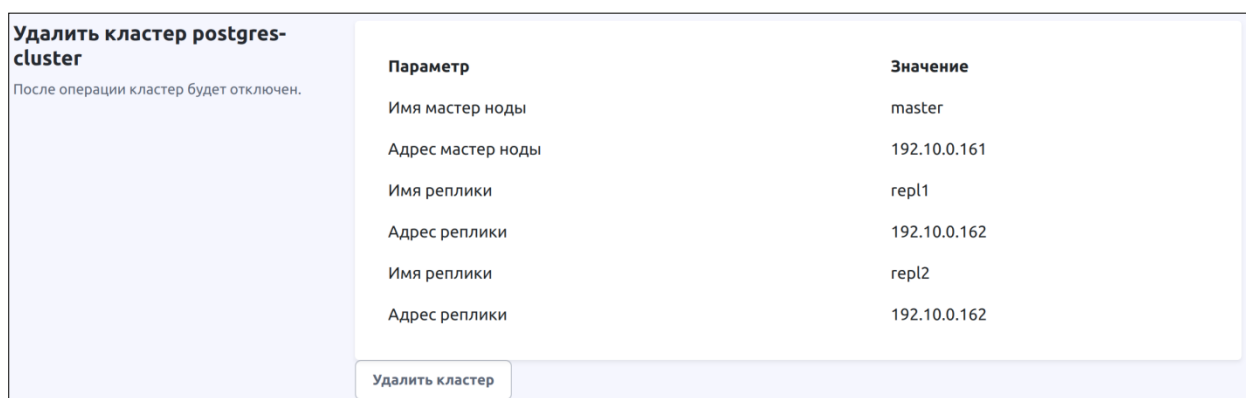 Удалить кластер postgres-
cluster
После операции кластер будет отключен.
Параметр Значение
Имя мастер ноды master
Адрес мастер ноды 192.10.0.161
Имя реплики repl1
Адрес реплики 192.10.0.162
Имя реплики repl2
Адрес реплики 192.10.0.162
Удалить кластер